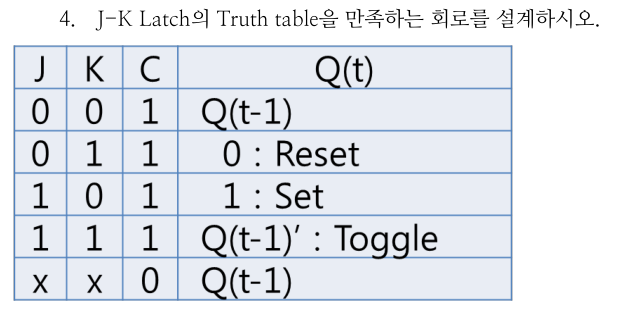 4. J-K Latch의 Truth table을 만족하는 회로를 설계하시오.
J K C Q(t)
0 0 1 Q(t-1)
0 1 1 0 : Reset
1 0 1 1 : Set
1 1 1 Q(t-1)’ : Toggle
x x 0 Q(t-1)